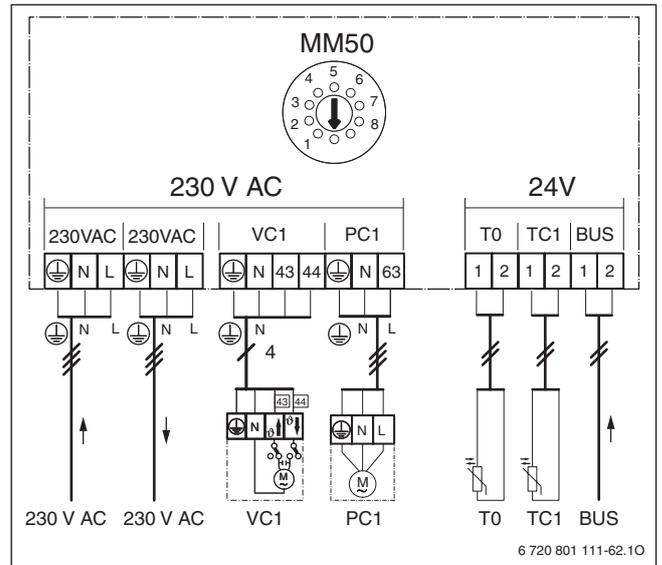 MM50
4 5 6
3 7
2 8
1
230 V AC 24V
230VAC 230VAC VC1 PC1 T0 TC1 BUS
N L N L N 43 44 N 63 1 2 1 2 1 2
N L N L N N L
4
43 44
N ϑ ϑ N L
M ~ M ~
230 V AC 230 V AC VC1 PC1 T0 TC1 BUS
6 720 801 111-62.1O